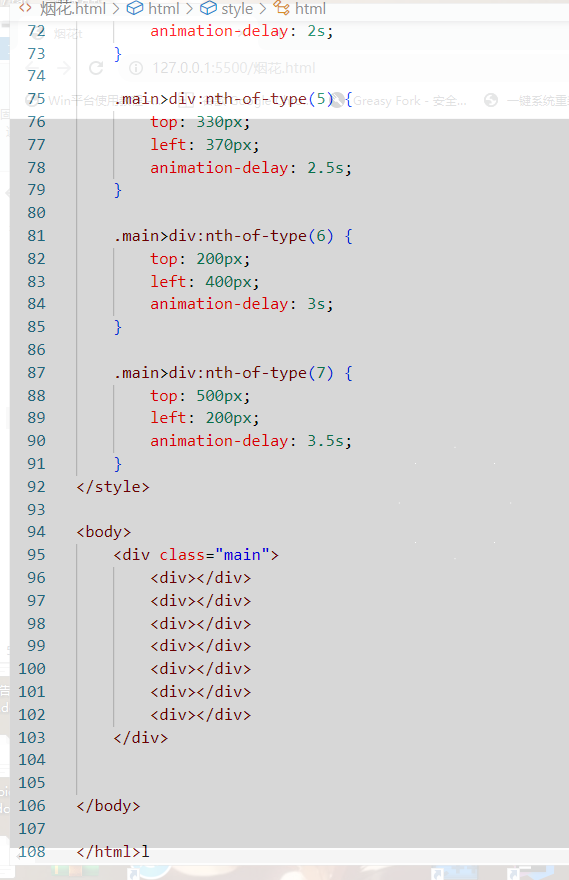 烟花.html > html > style > html
烟花t
127.0.0.1:5500/烟花.html
Win平台使用
Greasy Fork - 安全...
一键系统重
72 animation-delay: 2s;
73 }
74
75 .main>div:nth-of-type(5) {
76 top: 330px;
77 left: 370px;
78 animation-delay: 2.5s;
79 }
80
81 .main>div:nth-of-type(6) {
82 top: 200px;
83 left: 400px;
84 animation-delay: 3s;
85 }
86
87 .main>div:nth-of-type(7) {
88 top: 500px;
89 left: 200px;
90 animation-delay: 3.5s;
91 }
92 </style>
93
94 <body>
95 <div class="main">
96 <div></div>
97 <div></div>
98 <div></div>
99 <div></div>
100 <div></div>
101 <div></div>
102 <div></div>
103 </div>
104
105
106 </body>
107
108 </html>l